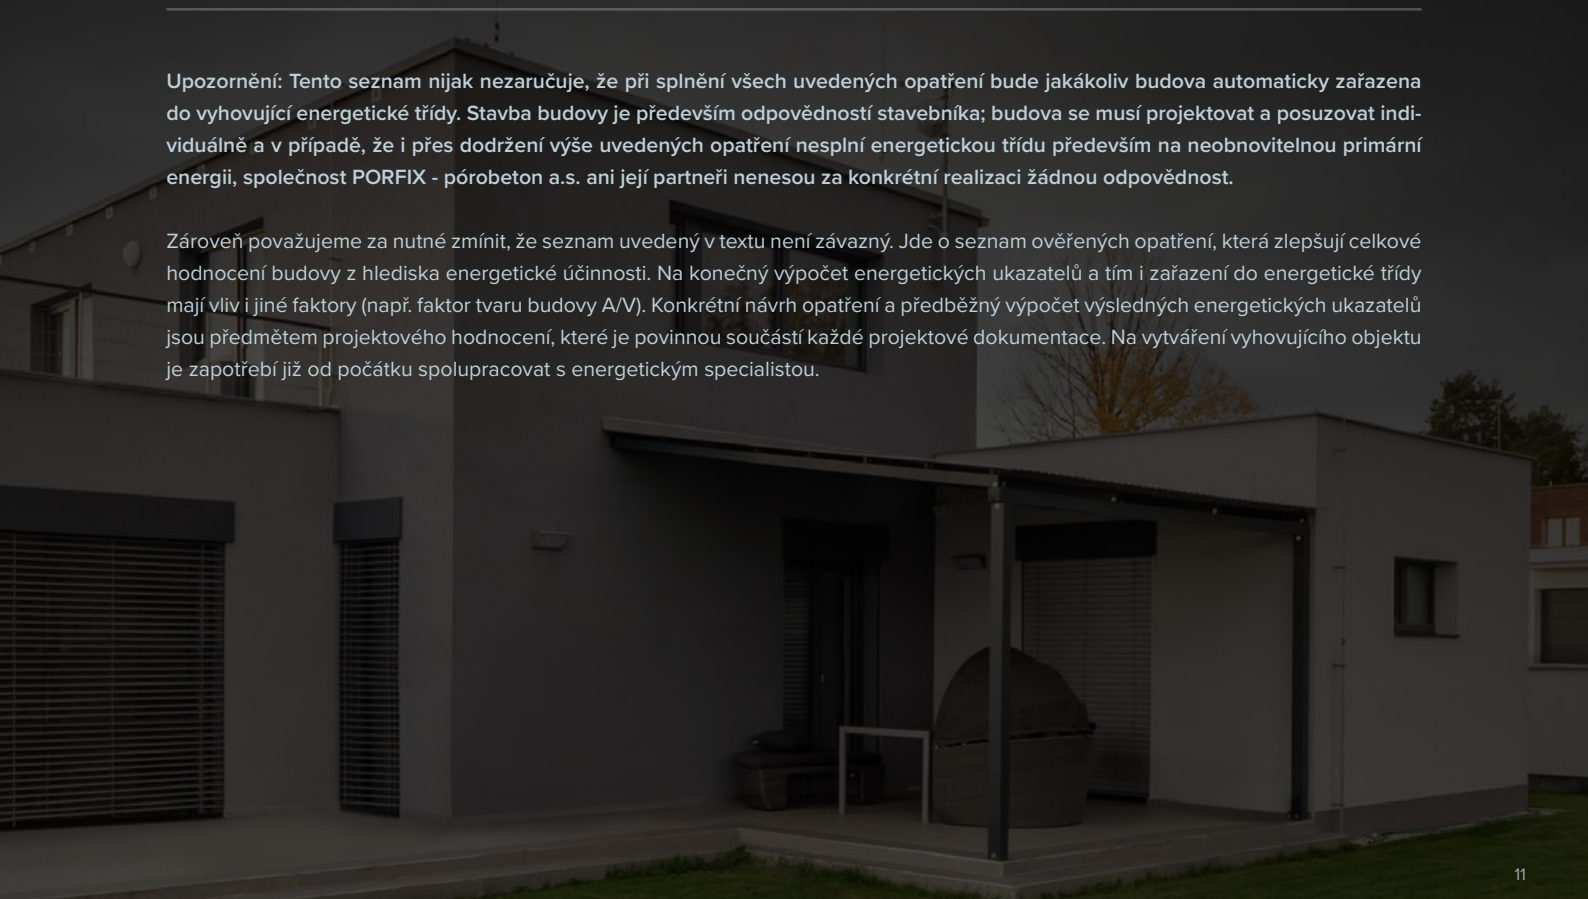 Upozornění: Tento seznam nijak nezaručuje, že při splnění všech uvedených opatření bude jakákoliv budova automaticky zařazena
do vyhovující energetické třídy. Stavba budovy je především odpovědností stavebníka; budova se musí projektovat a posuzovat indi-
viduálně a v případě, že i přes dodržení výše uvedených opatření nesplní energetickou třídu především na neobnovitelnou primární
energii, společnost PORFIX - pórobeton a.s. ani její partneři nenesou za konkrétní realizaci žádnou odpovědnost.
Zároveň považujeme za nutné zmínit, že seznam uvedený v textu není závazný. Jde o seznam ověřených opatření, která zlepšují celkové
hodnocení budovy z hlediska energetické účinnosti. Na konečný výpočet energetických ukazatelů a tím i zařazení do energetické třídy
mají vliv i jiné faktory (např. faktor tvaru budovy A/V). Konkrétní návrh opatření a předběžný výpočet výsledných energetických ukazatelů
jsou předmětem projektového hodnocení, které je povinnou součástí každé projektové dokumentace. Na vytváření vyhovujícího objektu
je zapotřebí již od počátku spolupracovat s energetickým specialistou.
11